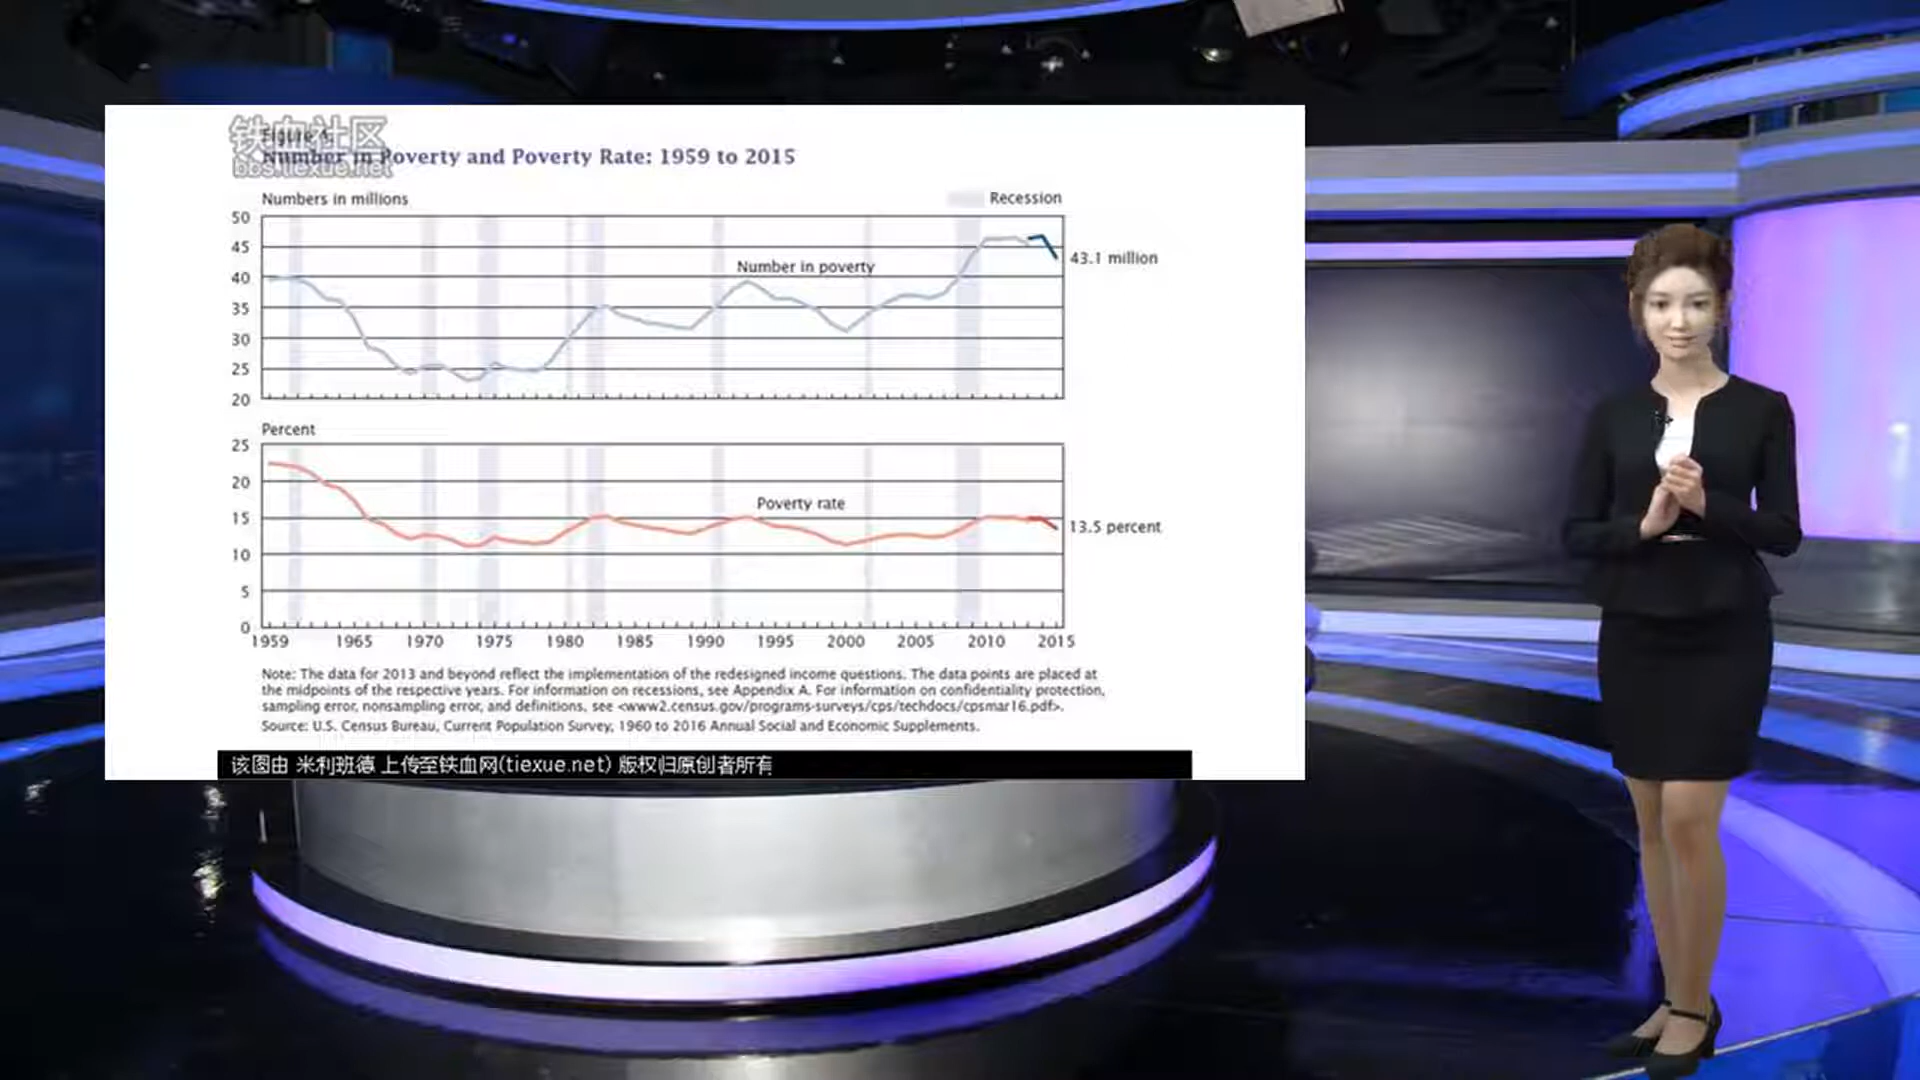 铁血社区
bbs.tiexue.net
Number in Poverty and Poverty Rate: 1959 to 2015
Numbers in millions
Recession
50
45
40
35
30
25
20
Number in poverty
43.1 million
Percent
25
20
15
10
5
0
Poverty rate
13.5 percent
1959 1965 1970 1975 1980 1985 1990 1995 2000 2005 2010 2015
Note: The data for 2013 and beyond reflect the implementation of the redesigned income questions. The data points are placed at
the midpoints of the respective years. For information on recessions, see Appendix A. For information on confidentiality protection,
sampling error, nonsampling error, and definitions, see <www2.census.gov/programs-surveys/cps/techdocs/cpsmar16.pdf>.
Source: U.S. Census Bureau, Current Population Survey, 1960 to 2016 Annual Social and Economic Supplements.
该图由 米利班德 上传至铁血网(tiexue.net) 版权归原创者所有